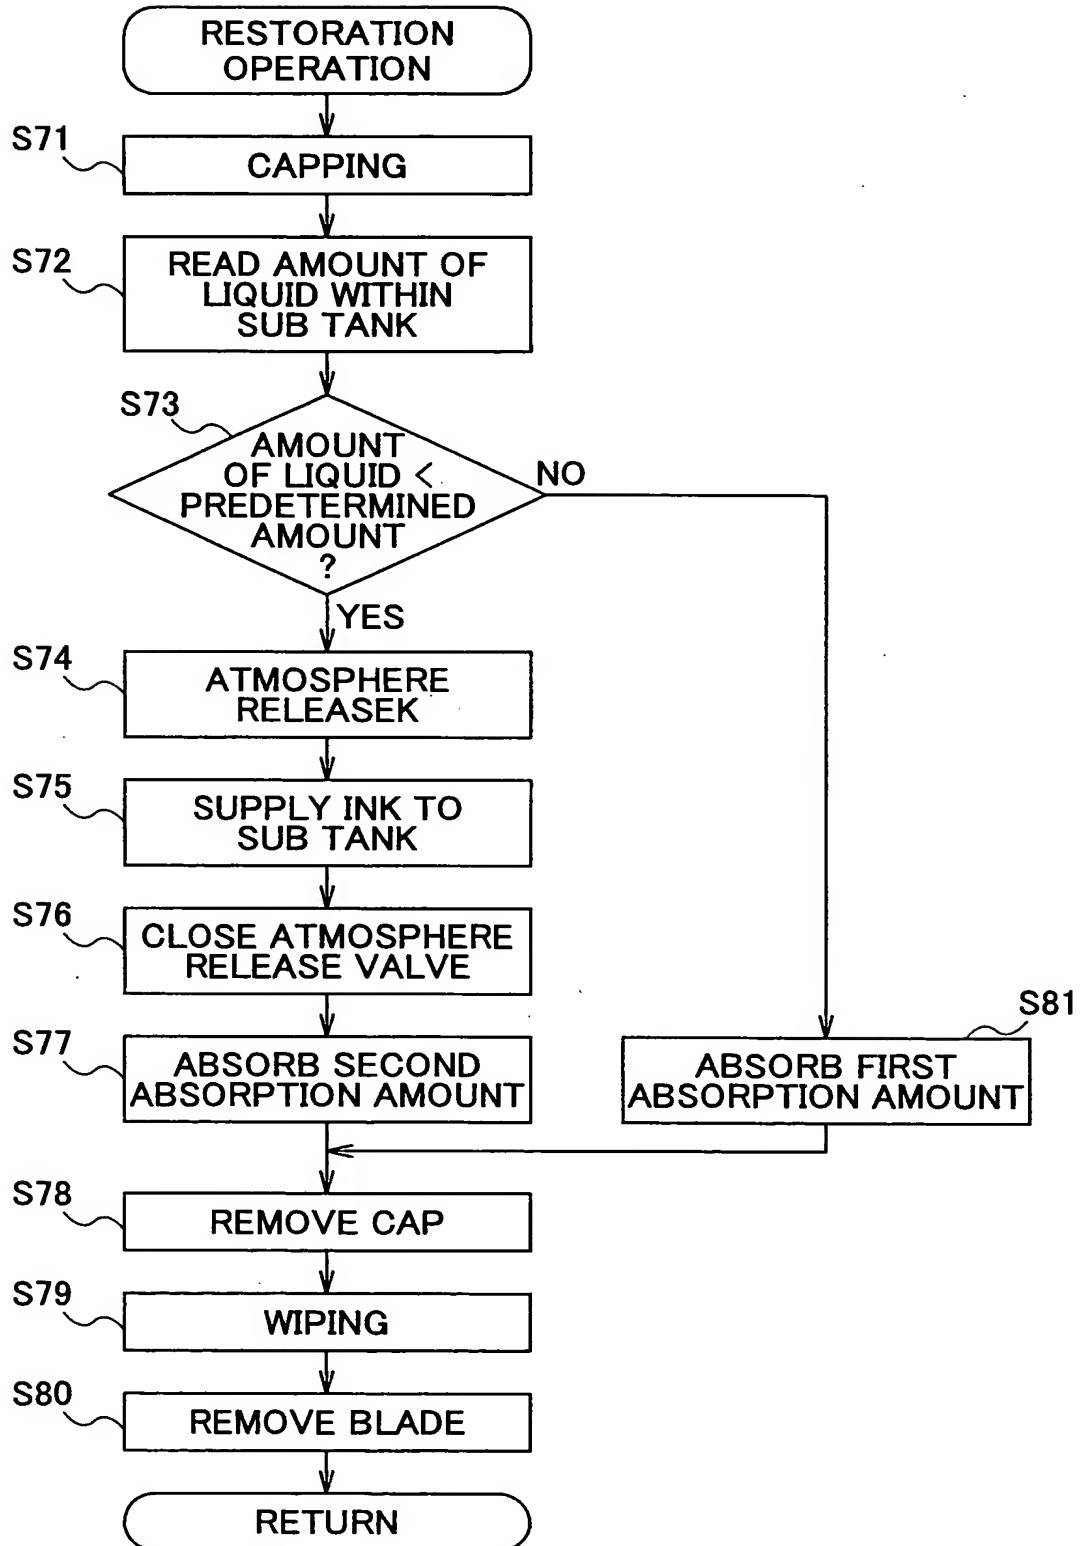 RESTORATION
OPERATION
S71
CAPPING
S72
READ AMOUNT OF
LIQUID WITHIN
SUB TANK
S73
AMOUNT
OF LIQUID <
PREDETERMINED
AMOUNT
?
NO
YES
S74
ATMOSPHERE
RELEASEK
S75
SUPPLY INK TO
SUB TANK
S76
CLOSE ATMOSPHERE
RELEASE VALVE
S77
ABSORB SECOND
ABSORPTION AMOUNT
S81
ABSORB FIRST
ABSORPTION AMOUNT
S78
REMOVE CAP
S79
WIPING
S80
REMOVE BLADE
RETURN